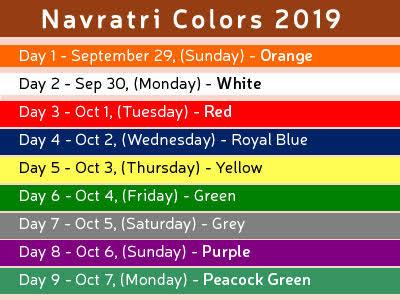 Navratri Colors 2019
Day 1 - September 29, (Sunday) - Orange
Day 2 - Sep 30, (Monday) - White
Day 3 - Oct 1, (Tuesday) - Red
Day 4 - Oct 2, (Wednesday) - Royal Blue
Day 5 - Oct 3, (Thursday) - Yellow
Day 6 - Oct 4, (Friday) - Green
Day 7 - Oct 5, (Saturday) - Grey
Day 8 - Oct 6, (Sunday) - Purple
Day 9 - Oct 7, (Monday) - Peacock Green